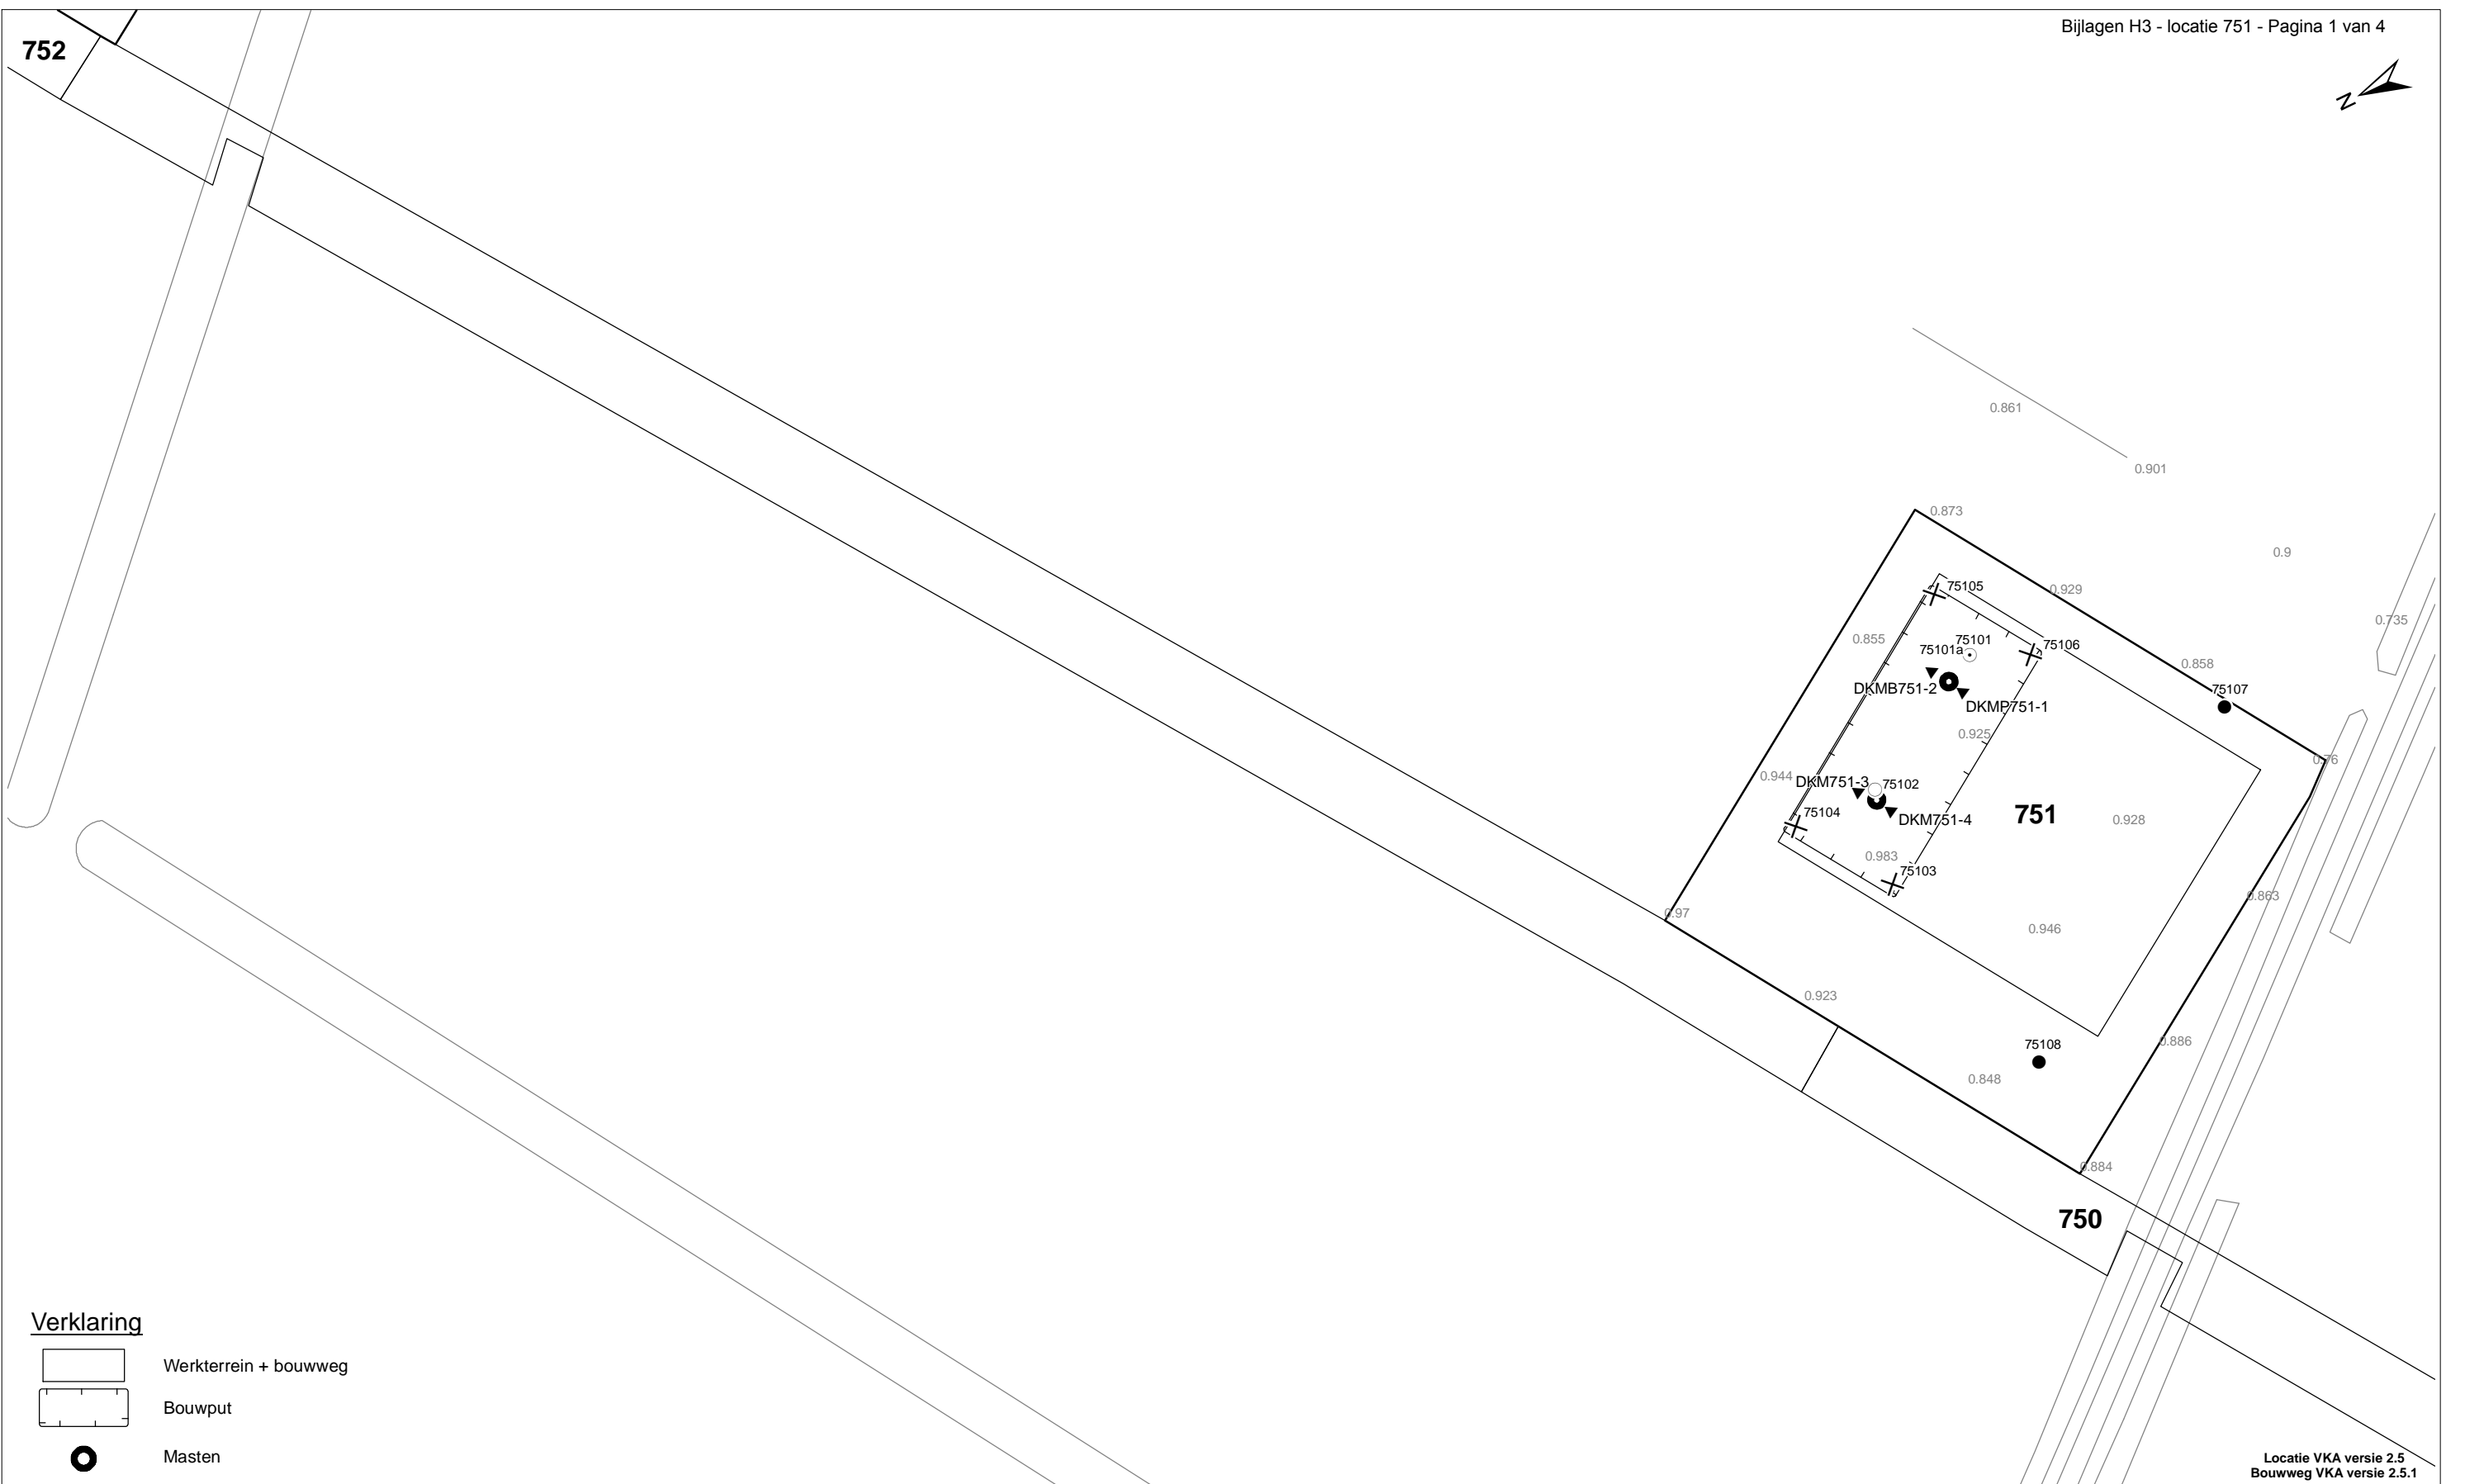 Bijlagen H3 - locatie 751 - Pagina 1 van 4
752
N
0.861
0.901
0.873
0.9
75105
0.929
0.735
0.855
75101
75101a
75106
0.858
DKMB751-2
75107
DKMP751-1
0.925
0.76
0.944
DKM751-3
75102
75104
DKM751-4
751
0.928
0.983
75103
0.863
0.97
0.946
0.923
0.886
75108
0.848
0.884
750
Verklaring
Werkterrein + bouwweg
Bouwput
Masten
Locatie VKA versie 2.5
Bouwweg VKA versie 2.5.1